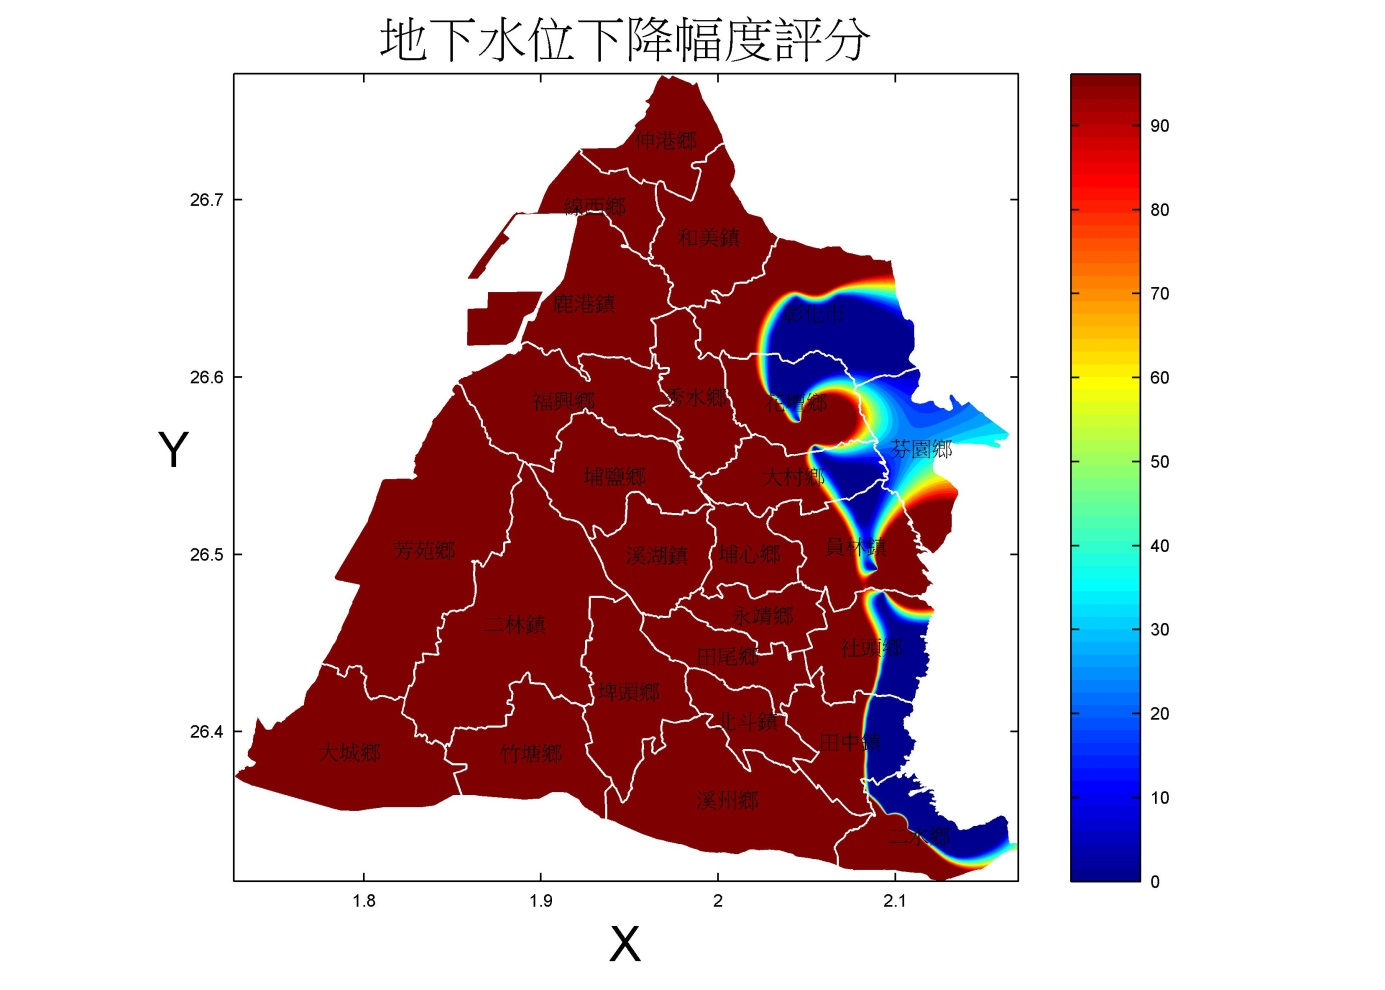 地下水位下降幅度評分
伸港鄉
線西鄉
和美鎮
鹿港鎮
彰化市
福興鄉
秀水鄉
花壇鄉
芬園鄉
埔鹽鄉
大村鄉
芳苑鄉
溪湖鎮
埔心鄉
員林鎮
二林鎮
永靖鄉
田尾鄉
社頭鄉
埤頭鄉
北斗鎮
田中鎮
大城鄉
竹塘鄉
溪州鄉
二水鄉
Y
26.7
26.6
26.5
26.4
1.8
1.9
2
2.1
X
90
80
70
60
50
40
30
20
10
0